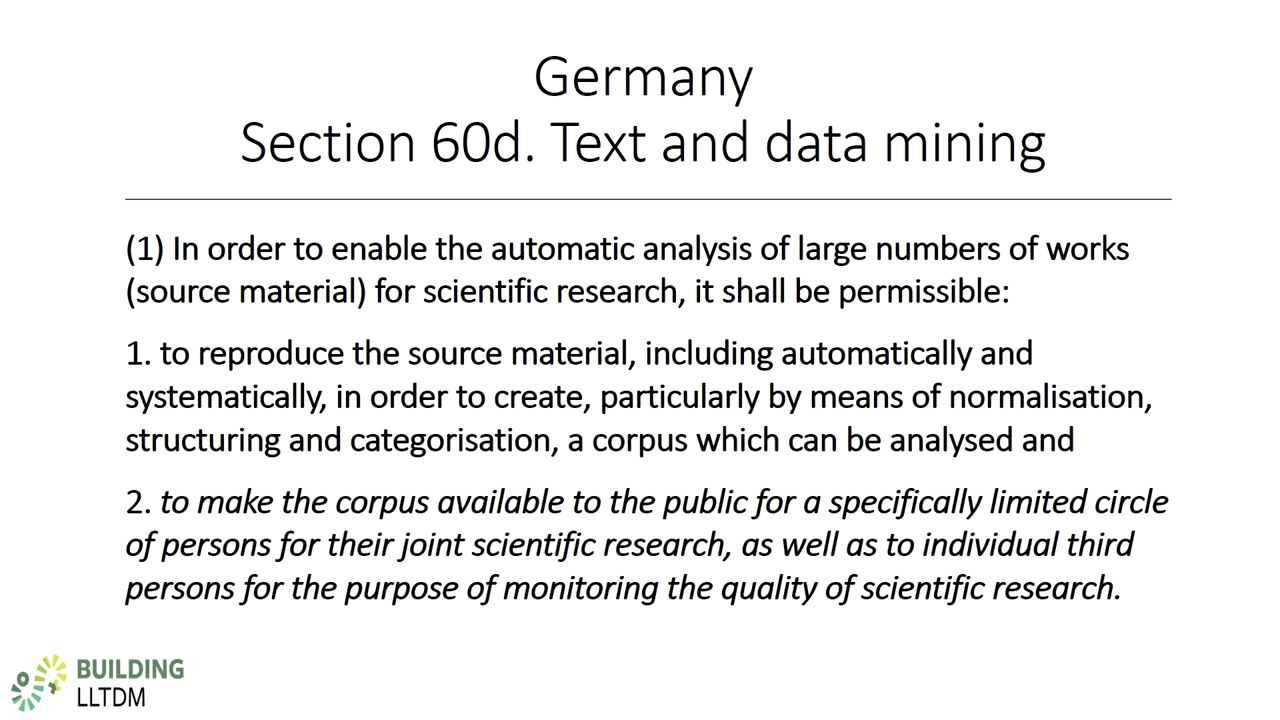 Germany
Section 60d. Text and data mining
(1) In order to enable the automatic analysis of large numbers of works
(source material) for scientific research, it shall be permissible:
1. to reproduce the source material, including automatically and
systematically, in order to create, particularly by means of normalisation,
structuring and categorisation, a corpus which can be analysed and
2. to make the corpus available to the public for a specifically limited circle
of persons for their joint scientific research, as well as to individual third
persons for the purpose of monitoring the quality of scientific research.
BUILDING
LLTDM